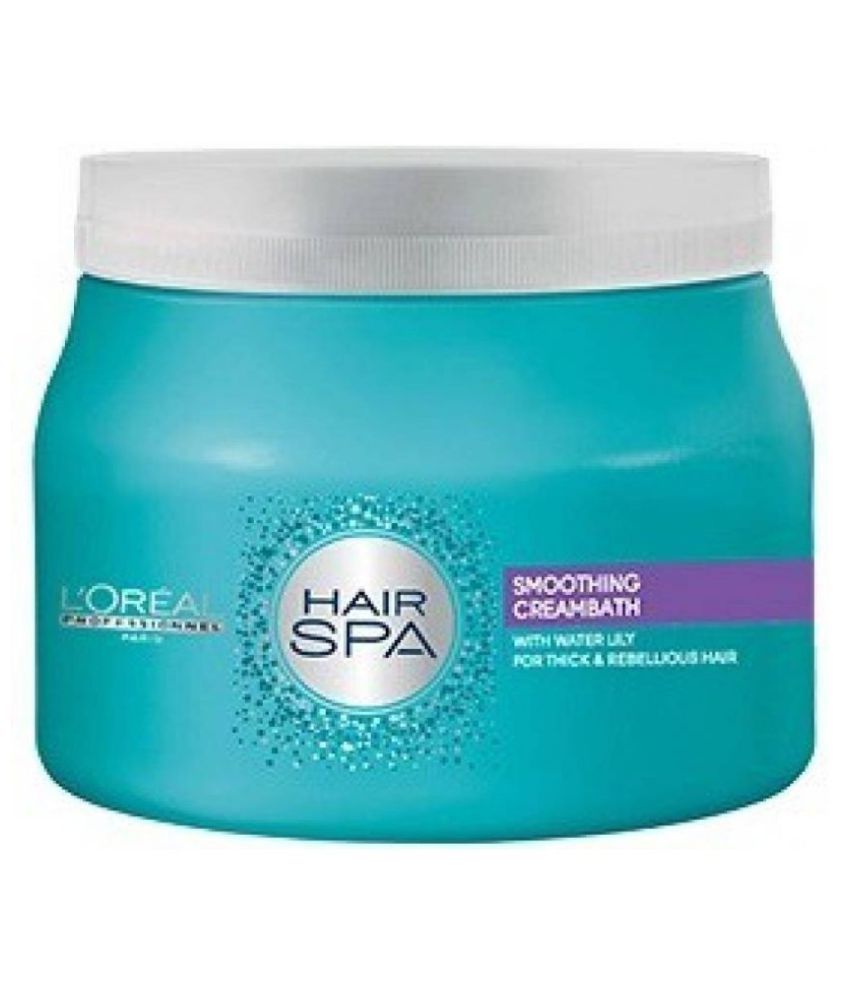 L'ORÉAL
PROFESSIONNEL
PARIS
HAIR
SPA
SMOOTHING
CREAMBATH
WITH WATER LILY
FOR THICK & REBELLIOUS HAIR